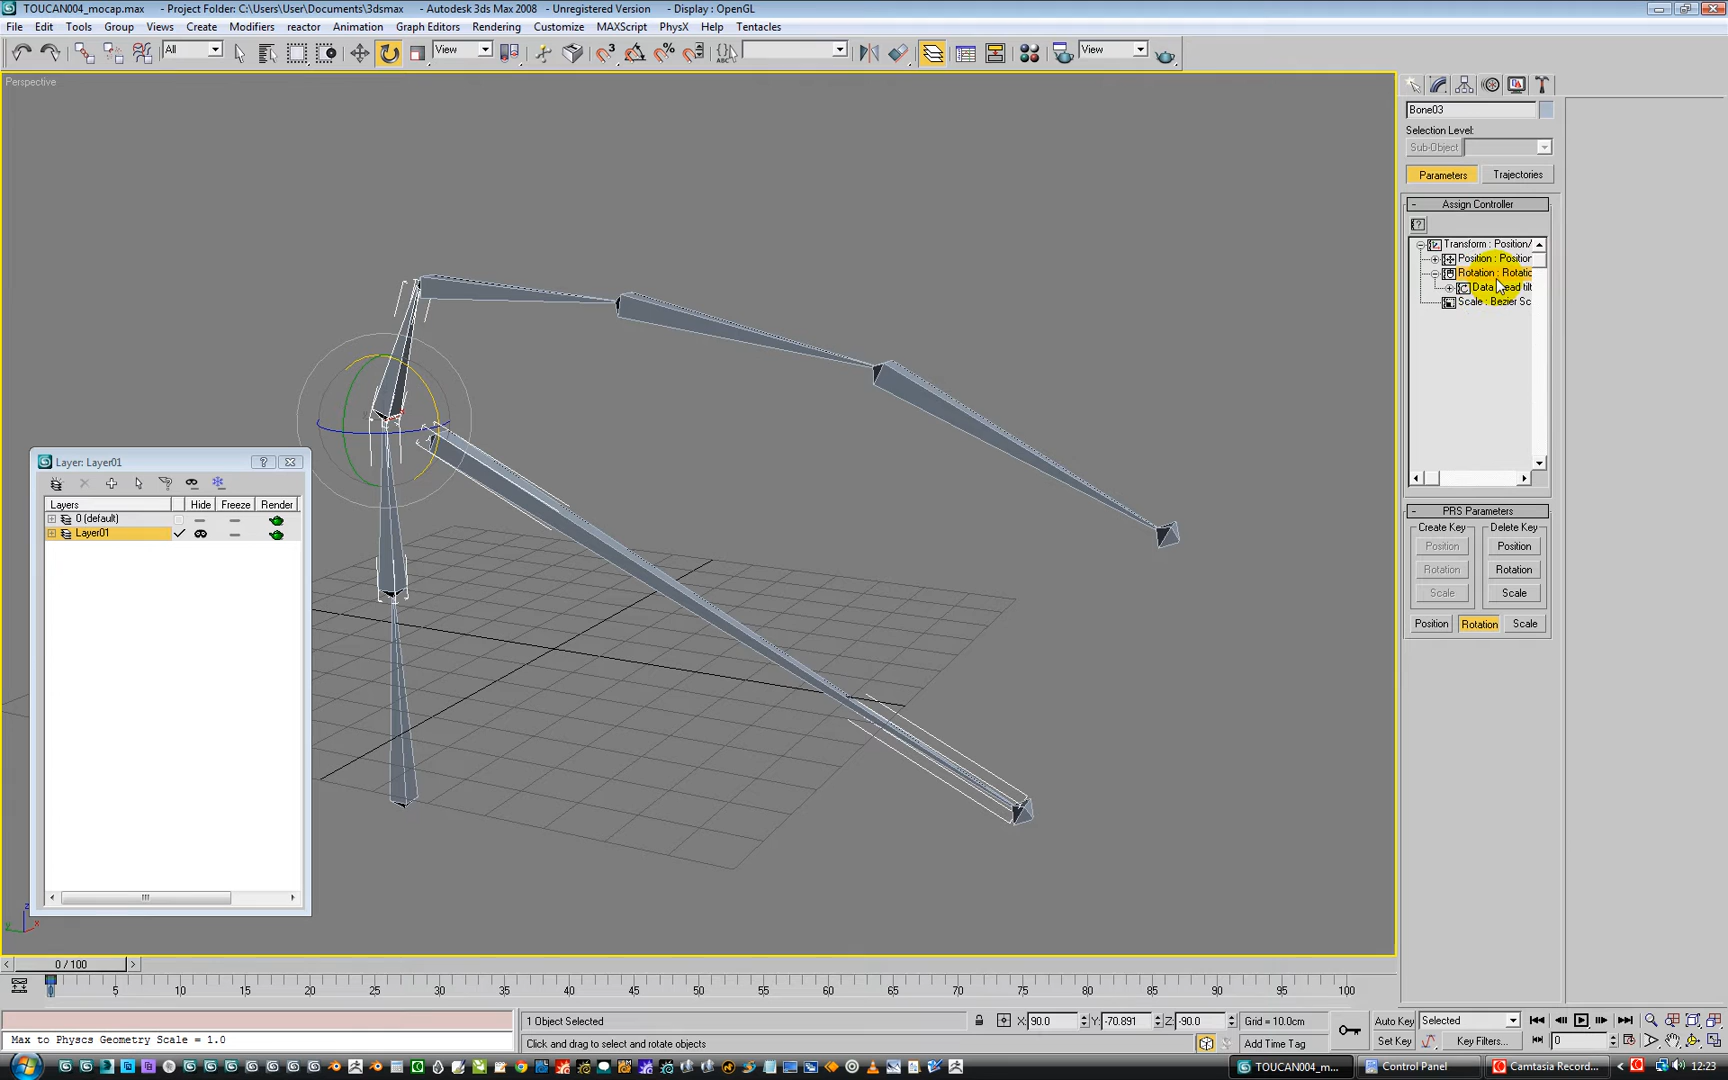 TOUCAN004_mocap.max - Project Folder: C:\Users\User\Documents\3dsmax - Autodesk 3ds Max 2008 - Unregistered Version - Display : OpenGL
File Edit Tools Group Views Create Modifiers reactor Animation Graph Editors Rendering Customize MAXScript PhysX Help Tentacles
All View View
Perspective
Bone03
Selection Level:
Sub-Object
Parameters Trajectories
- Assign Controller
Transform : Position/
Position : Position
Rotation : Rotatio
Scale : Bezier Sc
- PRS Parameters
Create Key Delete Key
Position Position
Rotation Rotation
Scale Scale
Position Rotation Scale
Layer: Layer01
Layers Hide Freeze Render
0 (default)
Layer01
0 / 100
0 5 10 15 20 25 30 35 40 45 50 55 60 65 70 75 80 85 90 95 100
1 Object Selected X: 90.0 Y: -70.891 Z: -90.0 Grid = 10.0cm Auto Key Selected
Max to Physcs Geometry Scale = 1.0 Click and drag to select and rotate objects Add Time Tag Set Key Key Filters... 0
TOUCAN004_m... Control Panel Camtasia Record... 12:23